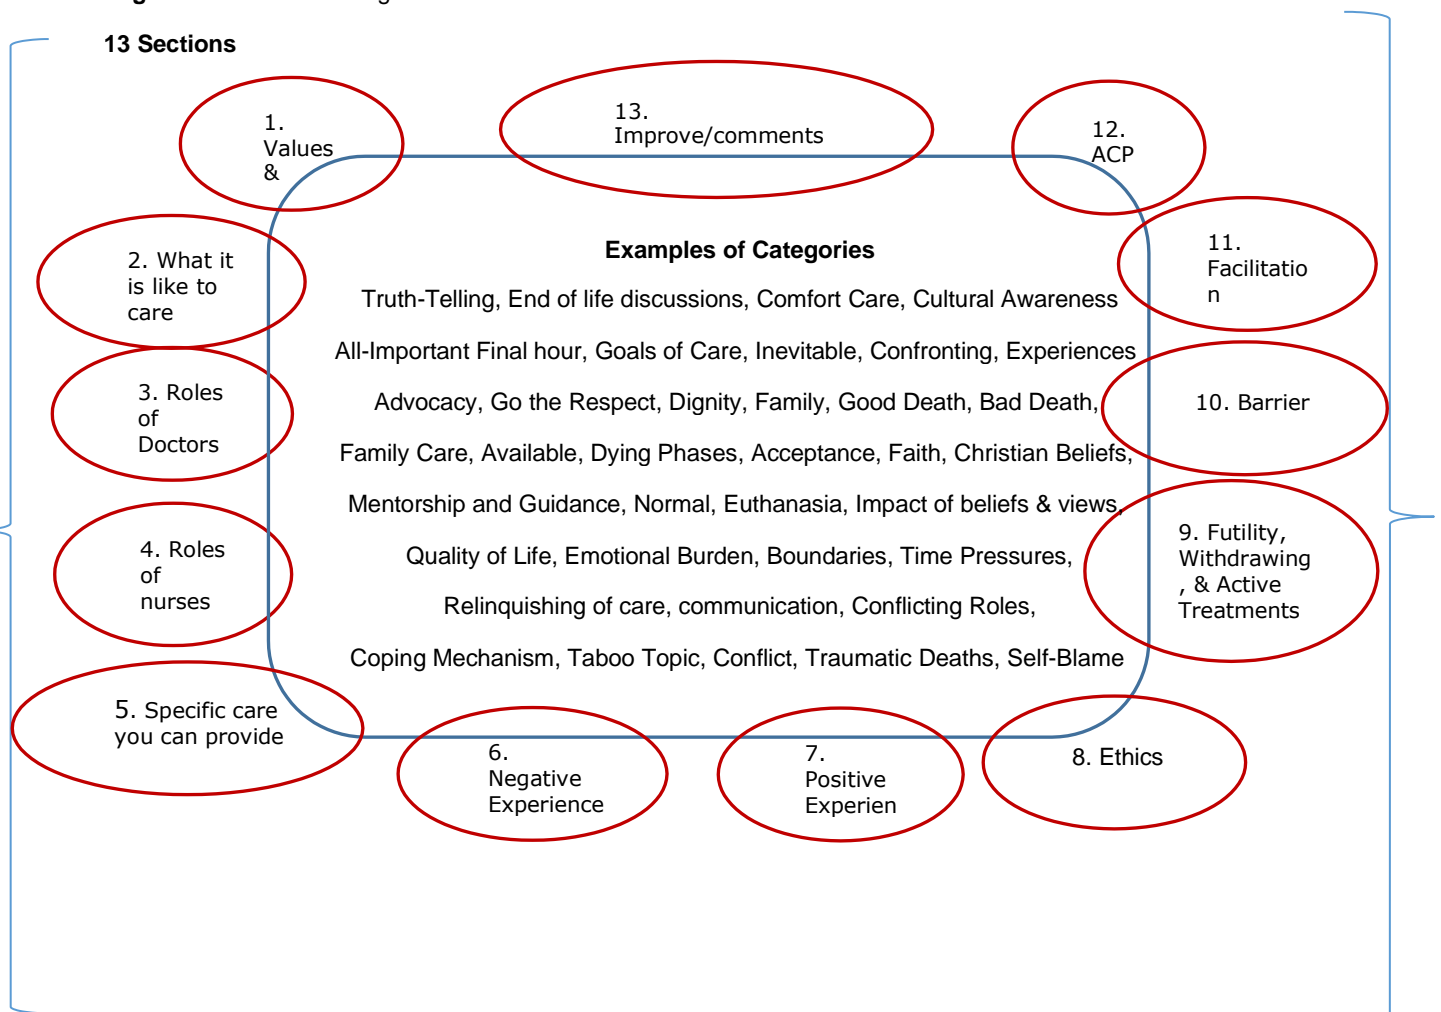 13 Sections
1.
Values
&
13.
Improve/comments
12.
ACP
2. What it
is like to
care
11.
Facilitatio
n
3. Roles
of
Doctors
10. Barrier
4. Roles
of
nurses
9. Futility,
Withdrawing
, & Active
Treatments
5. Specific care
you can provide
6.
Negative
Experience
7.
Positive
Experien
8. Ethics
Examples of Categories
Truth-Telling, End of life discussions, Comfort Care, Cultural Awareness
All-Important Final hour, Goals of Care, Inevitable, Confronting, Experiences
Advocacy, Go the Respect, Dignity, Family, Good Death, Bad Death,
Family Care, Available, Dying Phases, Acceptance, Faith, Christian Beliefs,
Mentorship and Guidance, Normal, Euthanasia, Impact of beliefs & views,
Quality of Life, Emotional Burden, Boundaries, Time Pressures,
Relinquishing of care, communication, Conflicting Roles,
Coping Mechanism, Taboo Topic, Conflict, Traumatic Deaths, Self-Blame